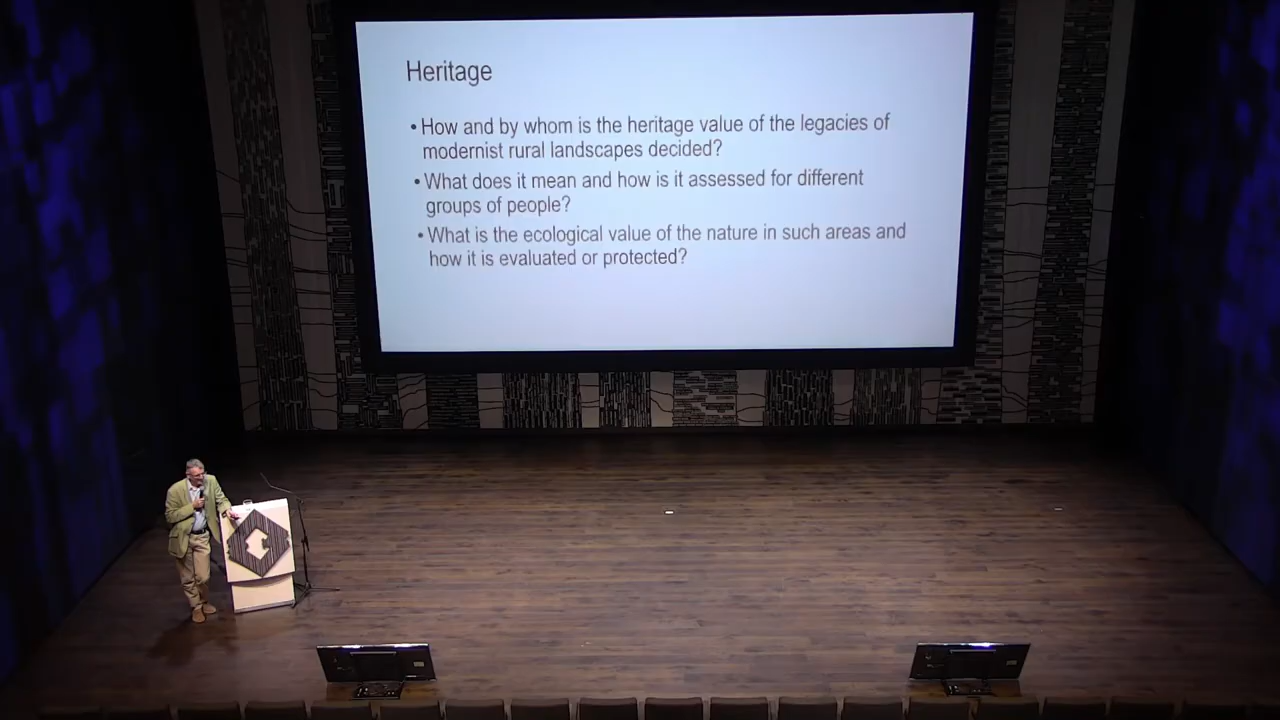 Heritage
• How and by whom is the heritage value of the legacies of
modernist rural landscapes decided?
• What does it mean and how is it assessed for different
groups of people?
• What is the ecological value of the nature in such areas and
how it is evaluated or protected?